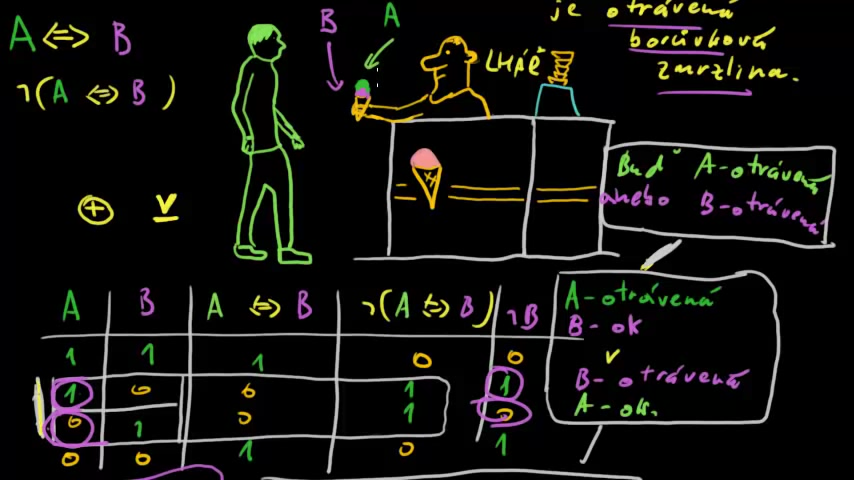 je otrávená
borůvková
zmrzlina.
A <=> B
¬(A <=> B)
B A
LHÁŘ
⊕ v
Buď A-otrávená
anebo B-otrávená
A B A <=> B ¬(A <=> B) ¬B
1 1 1 0 0
1 0 0 1 1
0 1 0 1 0
0 0 1 0 1
A-otrávená
B-ok
v
B-otrávená
A-ok.